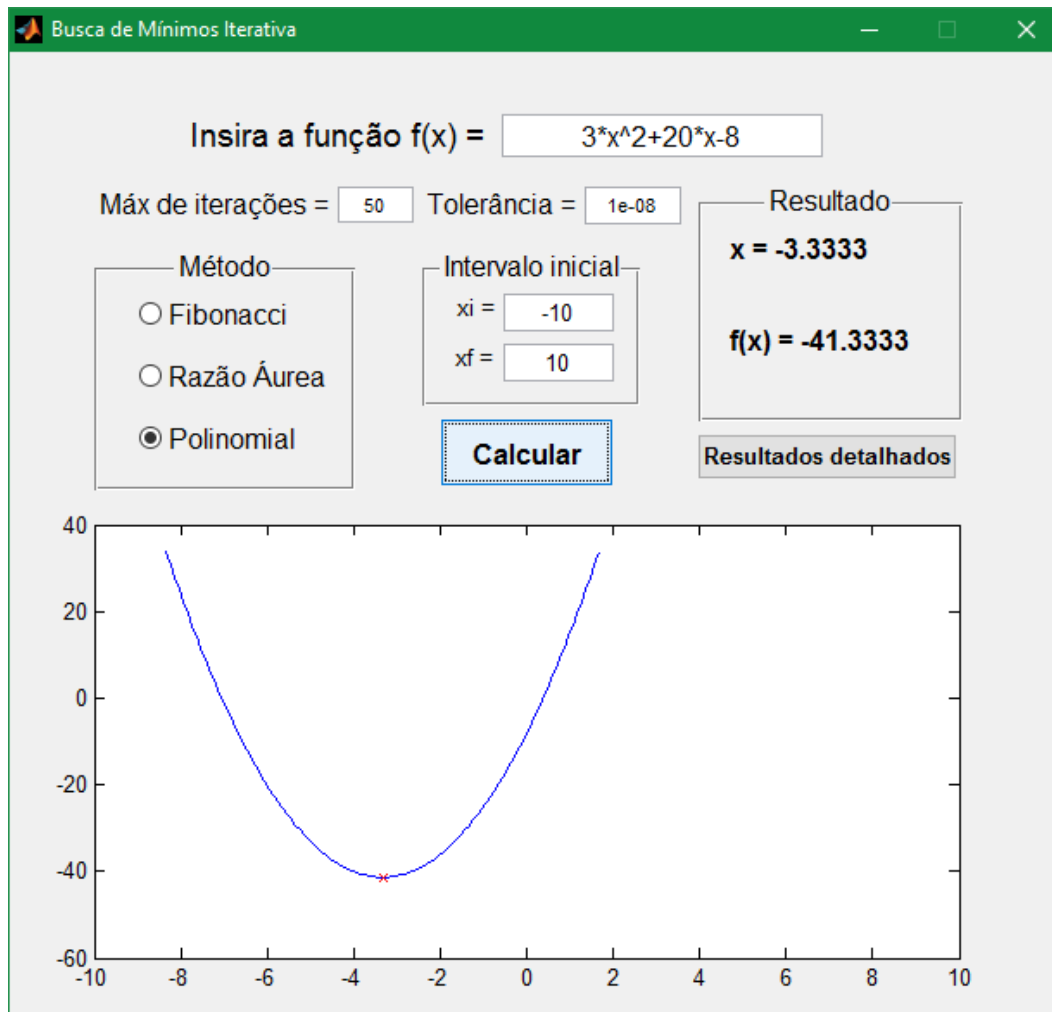 Busca de Mínimos Iterativa
Insira a função f(x) = 3*x^2+20*x-8
Máx de iterações = 50 Tolerância = 1e-08
Resultado
x = -3.3333
f(x) = -41.3333
Método
Fibonacci
Razão Áurea
Polinomial
Intervalo inicial
xi = -10
xf = 10
Calcular
Resultados detalhados
40
20
0
-20
-40
-60
-10 -8 -6 -4 -2 0 2 4 6 8 10